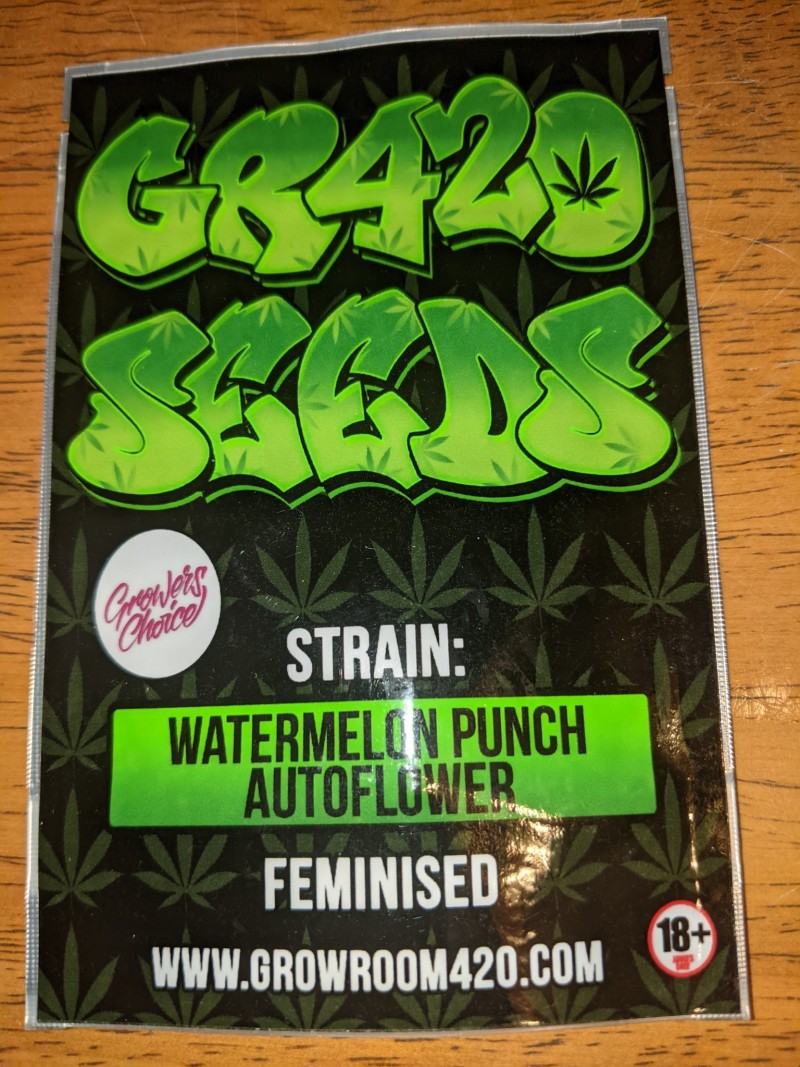 GR420
SEEDS
Growers
Choice
STRAIN:
WATERMELON PUNCH
AUTOFLOWER
FEMINISED
18+
WWW.GROWROOM420.COM